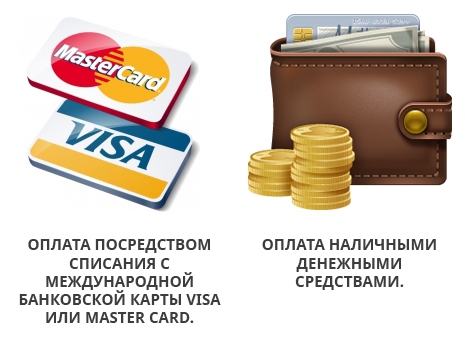 MasterCard
VISA
ОПЛАТА ПОСРЕДСТВОМ
СПИСАНИЯ С
МЕЖДУНАРОДНОЙ
БАНКОВСКОЙ КАРТЫ VISA
ИЛИ MASTER CARD.
ОПЛАТА НАЛИЧНЫМИ
ДЕНЕЖНЫМИ
СРЕДСТВАМИ.